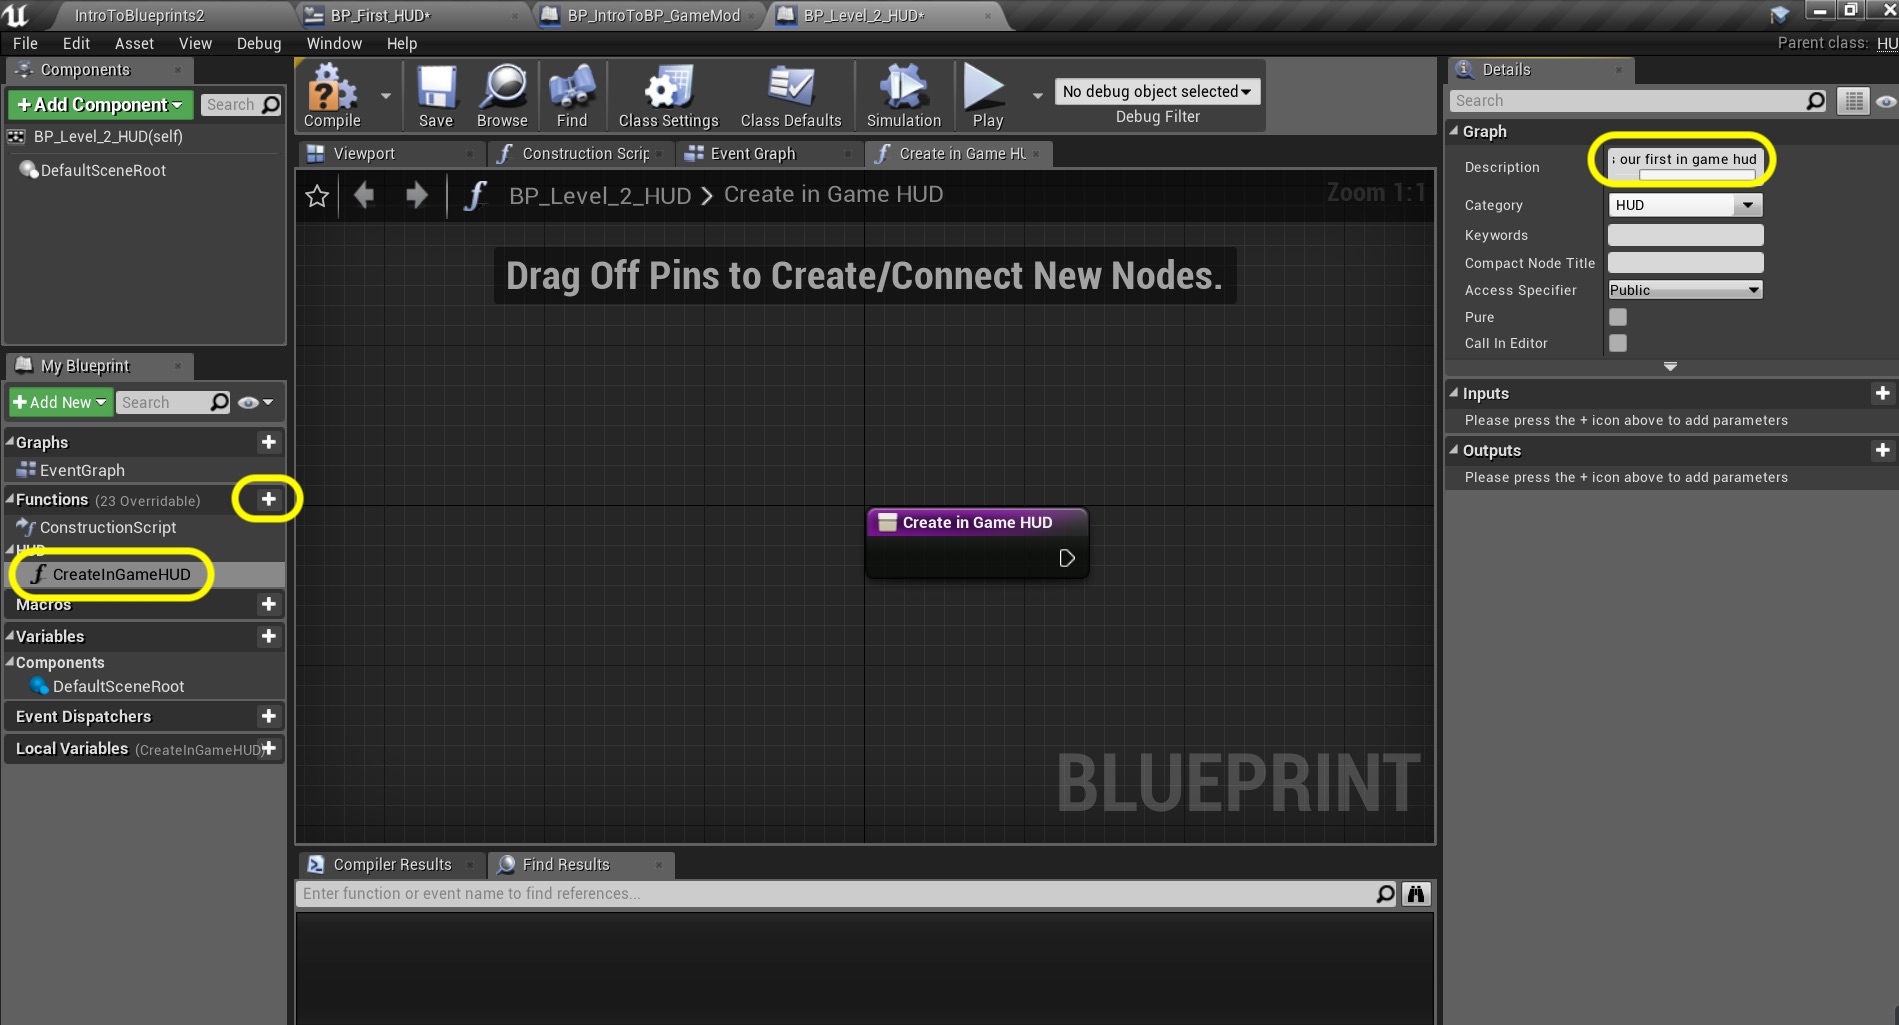 IntroToBlueprints2
BP_First_HUD*
BP_IntroToBP_GameMod
BP_Level_2_HUD*
File Edit Asset View Debug Window Help
Parent class: HU
Components
+Add Component
Search
BP_Level_2_HUD(self)
DefaultSceneRoot
Compile
Save
Browse
Find
Class Settings
Class Defaults
Simulation
Play
No debug object selected
Debug Filter
Viewport
Construction Scrip
Event Graph
Create in Game HU
BP_Level_2_HUD > Create in Game HUD
Zoom 1:1
Drag Off Pins to Create/Connect New Nodes.
Create in Game HUD
BLUEPRINT
My Blueprint
+Add New
Search
Graphs
EventGraph
Functions (23 Overridable)
ConstructionScript
HUD
CreateInGameHUD
Macros
Variables
Components
DefaultSceneRoot
Event Dispatchers
Local Variables (CreateInGameHUD)
Compiler Results
Find Results
Enter function or event name to find references...
Details
Search
Graph
Description
our first in game hud
Category
HUD
Keywords
Compact Node Title
Access Specifier
Public
Pure
Call In Editor
Inputs
Please press the + icon above to add parameters
Outputs
Please press the + icon above to add parameters